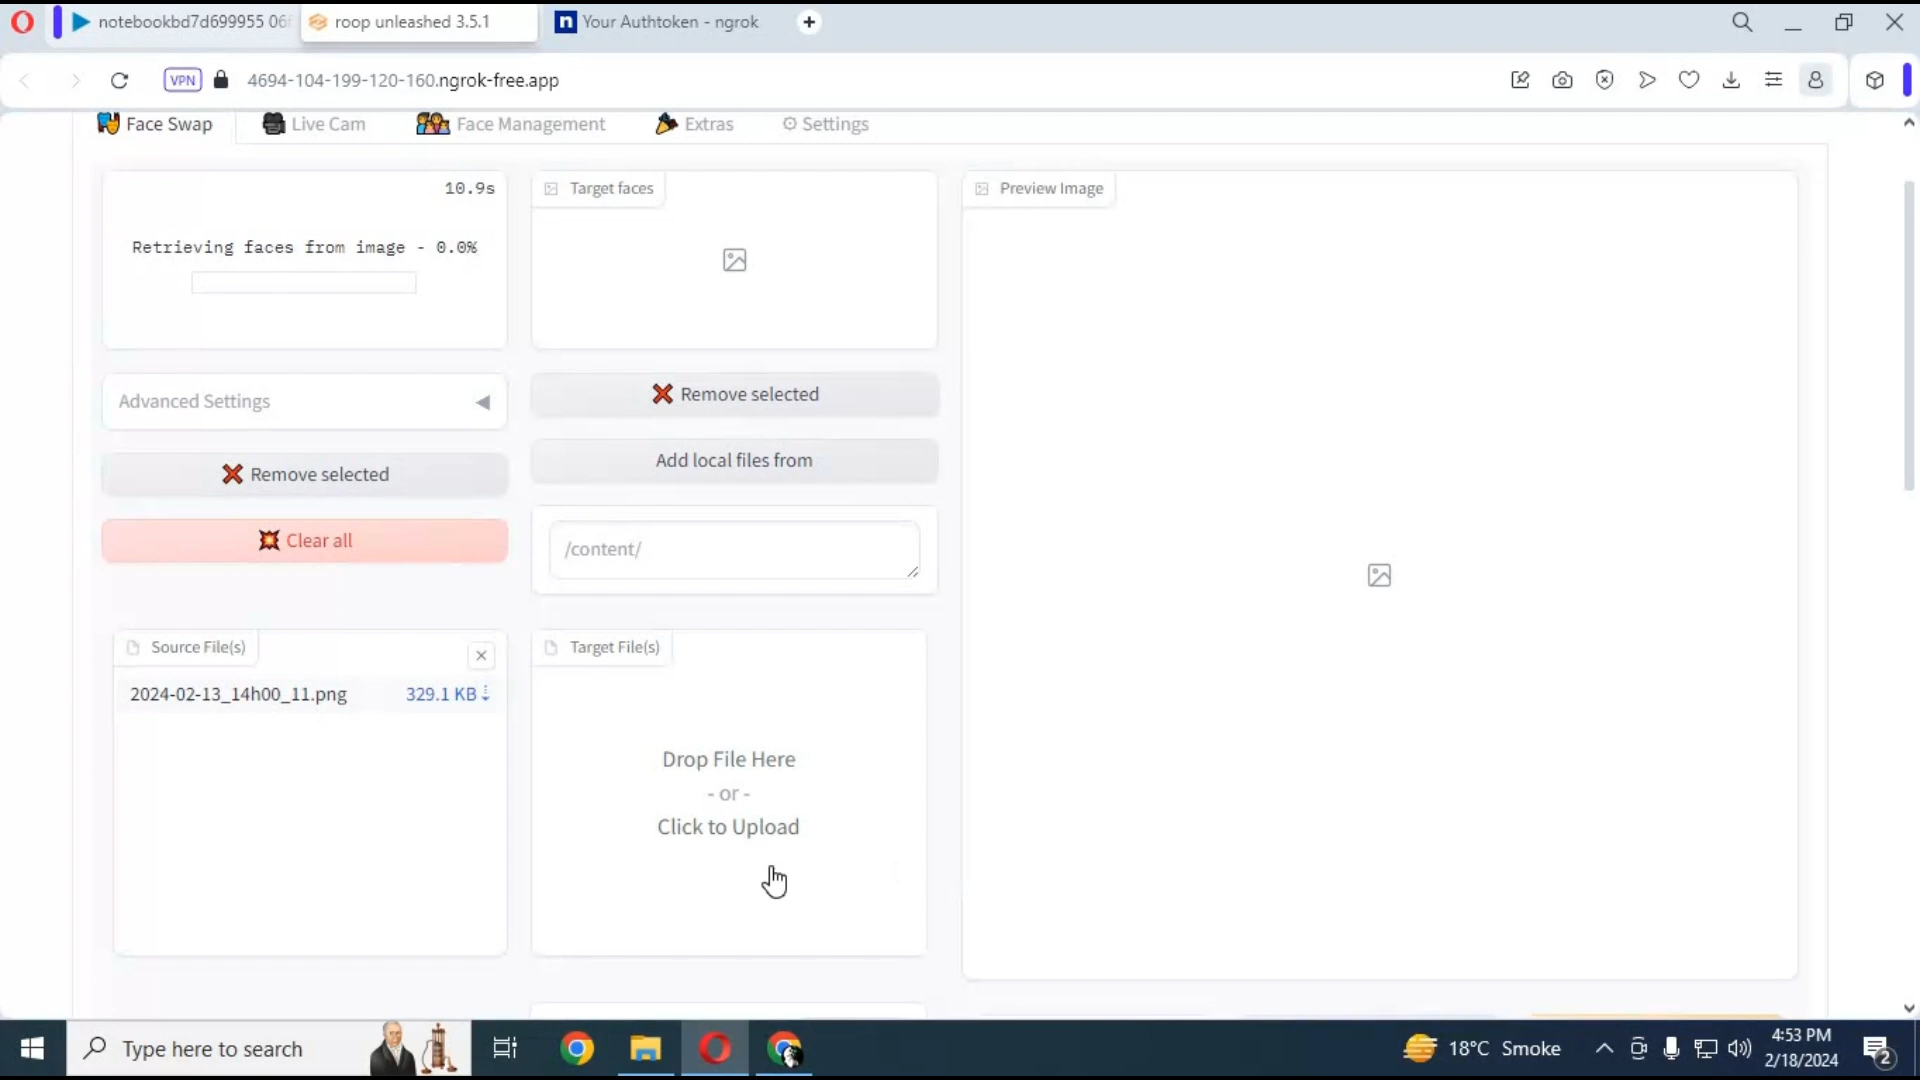 notebookbd7d699955 06
roop unleashed 3.5.1
n Your Authtoken - ngrok
+
VPN 4694-104-199-120-160.ngrok-free.app
Face Swap
Live Cam
Face Management
Extras
Settings
10.9s
Retrieving faces from image - 0.0%
Target faces
Preview Image
Advanced Settings
Remove selected
Remove selected
Add local files from
Clear all
/content/
Source File(s)
2024-02-13_14h00_11.png 329.1 KB
Target File(s)
Drop File Here
- or -
Click to Upload
Type here to search
18°C Smoke
4:53 PM
2/18/2024
2